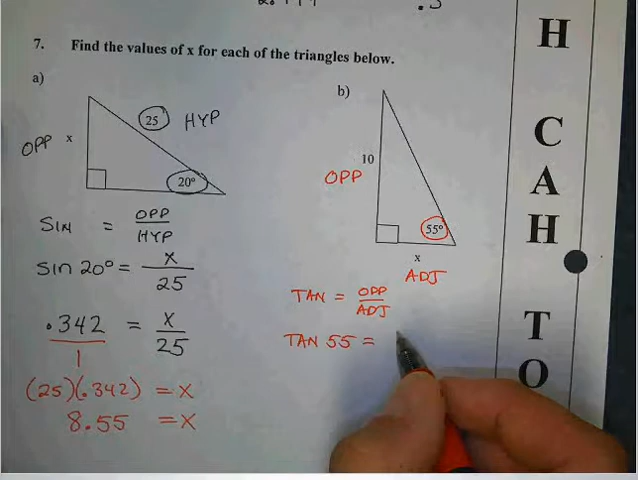 .5
7. Find the values of x for each of the triangles below.
a)
25 HYP
OPP x
20°
SIN = OPP/HYP
sin 20° = x/25
.342/1 = x/25
(25)(.342) = x
8.55 = x
b)
10
OPP
55°
x
ADJ
TAN = OPP/ADJ
TAN 55 =
H
C
A
H
T
O